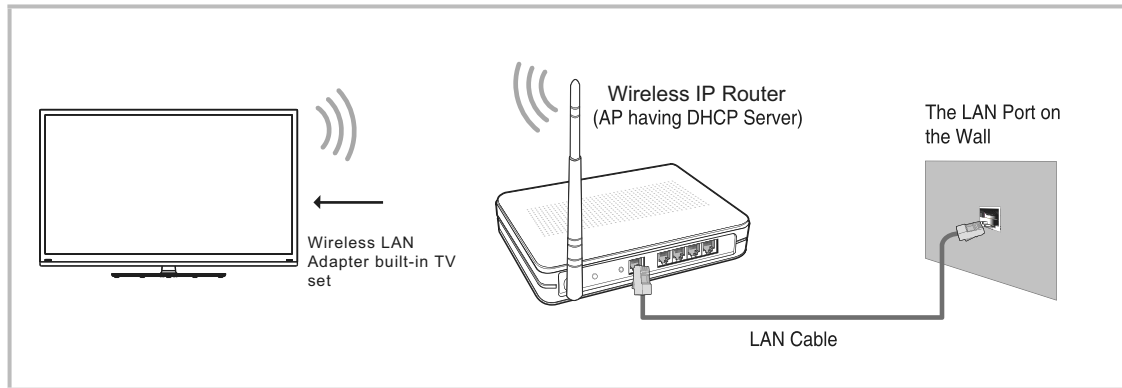 Wireless IP Router
(AP having DHCP Server)
The LAN Port on
the Wall
Wireless LAN
Adapter built-in TV
set
LAN Cable